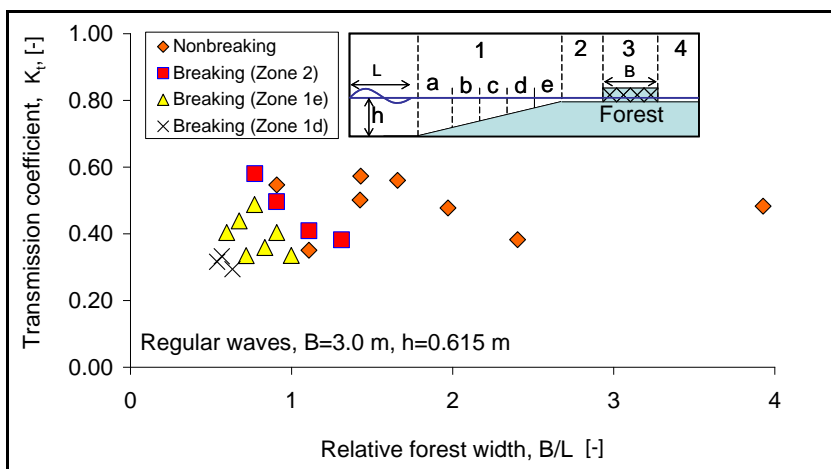 Transmission coefficient, Kt, [-]
1.00
0.80
0.60
0.40
0.20
0.00
Nonbreaking
Breaking (Zone 2)
Breaking (Zone 1e)
Breaking (Zone 1d)
1 2 3 4
L a b c d e B
h
Forest
Regular waves, B=3.0 m, h=0.615 m
0 1 2 3 4
Relative forest width, B/L [-]